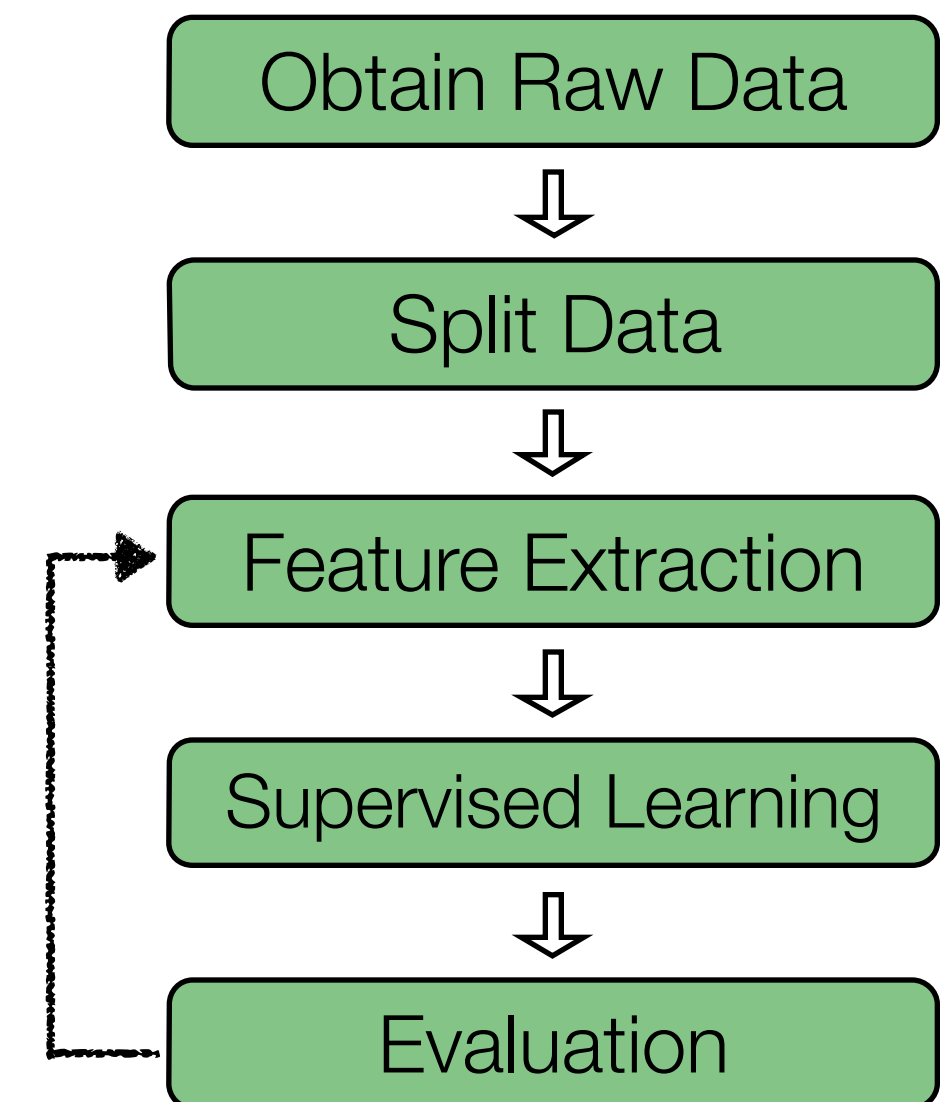 Obtain Raw Data
Split Data
Feature Extraction
Supervised Learning
Evaluation